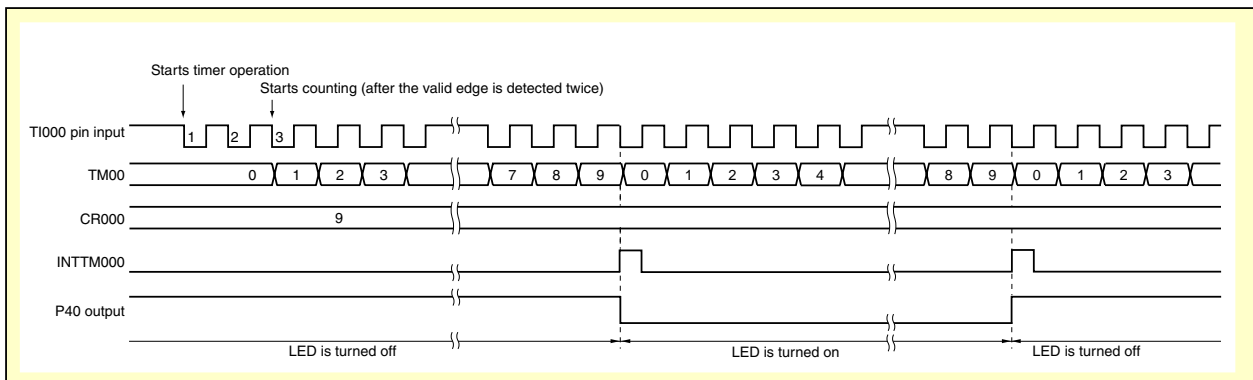 Starts timer operation
Starts counting (after the valid edge is detected twice)
TI000 pin input 1 2 3
TM00 0 1 2 3 7 8 9 0 1 2 3 4 8 9 0 1 2 3
CR000 9
INTTM000
P40 output
LED is turned off LED is turned on LED is turned off